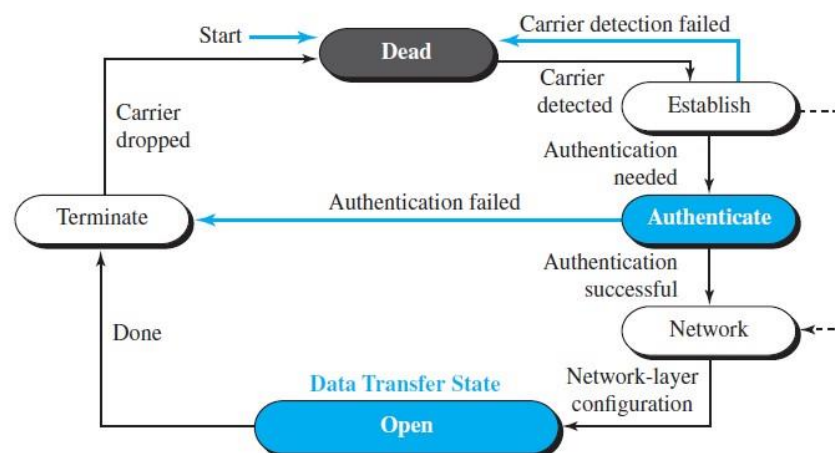 Start
Dead
Carrier detection failed
Carrier
detected
Establish
Carrier
dropped
Authentication
needed
Terminate
Authentication failed
Authenticate
Authentication
successful
Network
Done
Data Transfer State
Network-layer
configuration
Open